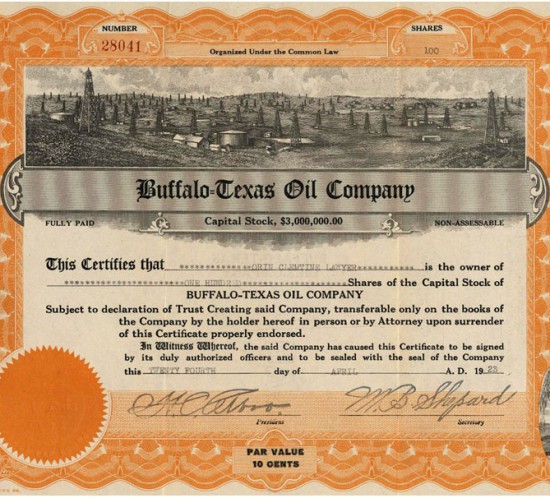 NUMBER
28041
Organized Under the Common Law
SHARES
100
Buffalo-Texas Oil Company
FULLY PAID
Capital Stock, $3,000,000.00
NON-ASSESSABLE
This Certifies that ORIN CLEMTINE LAWYER is the owner of
ONE HUNDRED Shares of the Capital Stock of
BUFFALO-TEXAS OIL COMPANY
Subject to declaration of Trust Creating said Company, transferable only on the books of
the Company by the holder hereof in person or by Attorney upon surrender
of this Certificate properly endorsed.
In Witness Whereof, the said Company has caused this Certificate to be signed
by its duly authorized officers and to be sealed with the seal of the Company
this TWENTY FOURTH day of APRIL A. D. 1923
W. B. Shepard
President
Secretary
PAR VALUE
10 CENTS